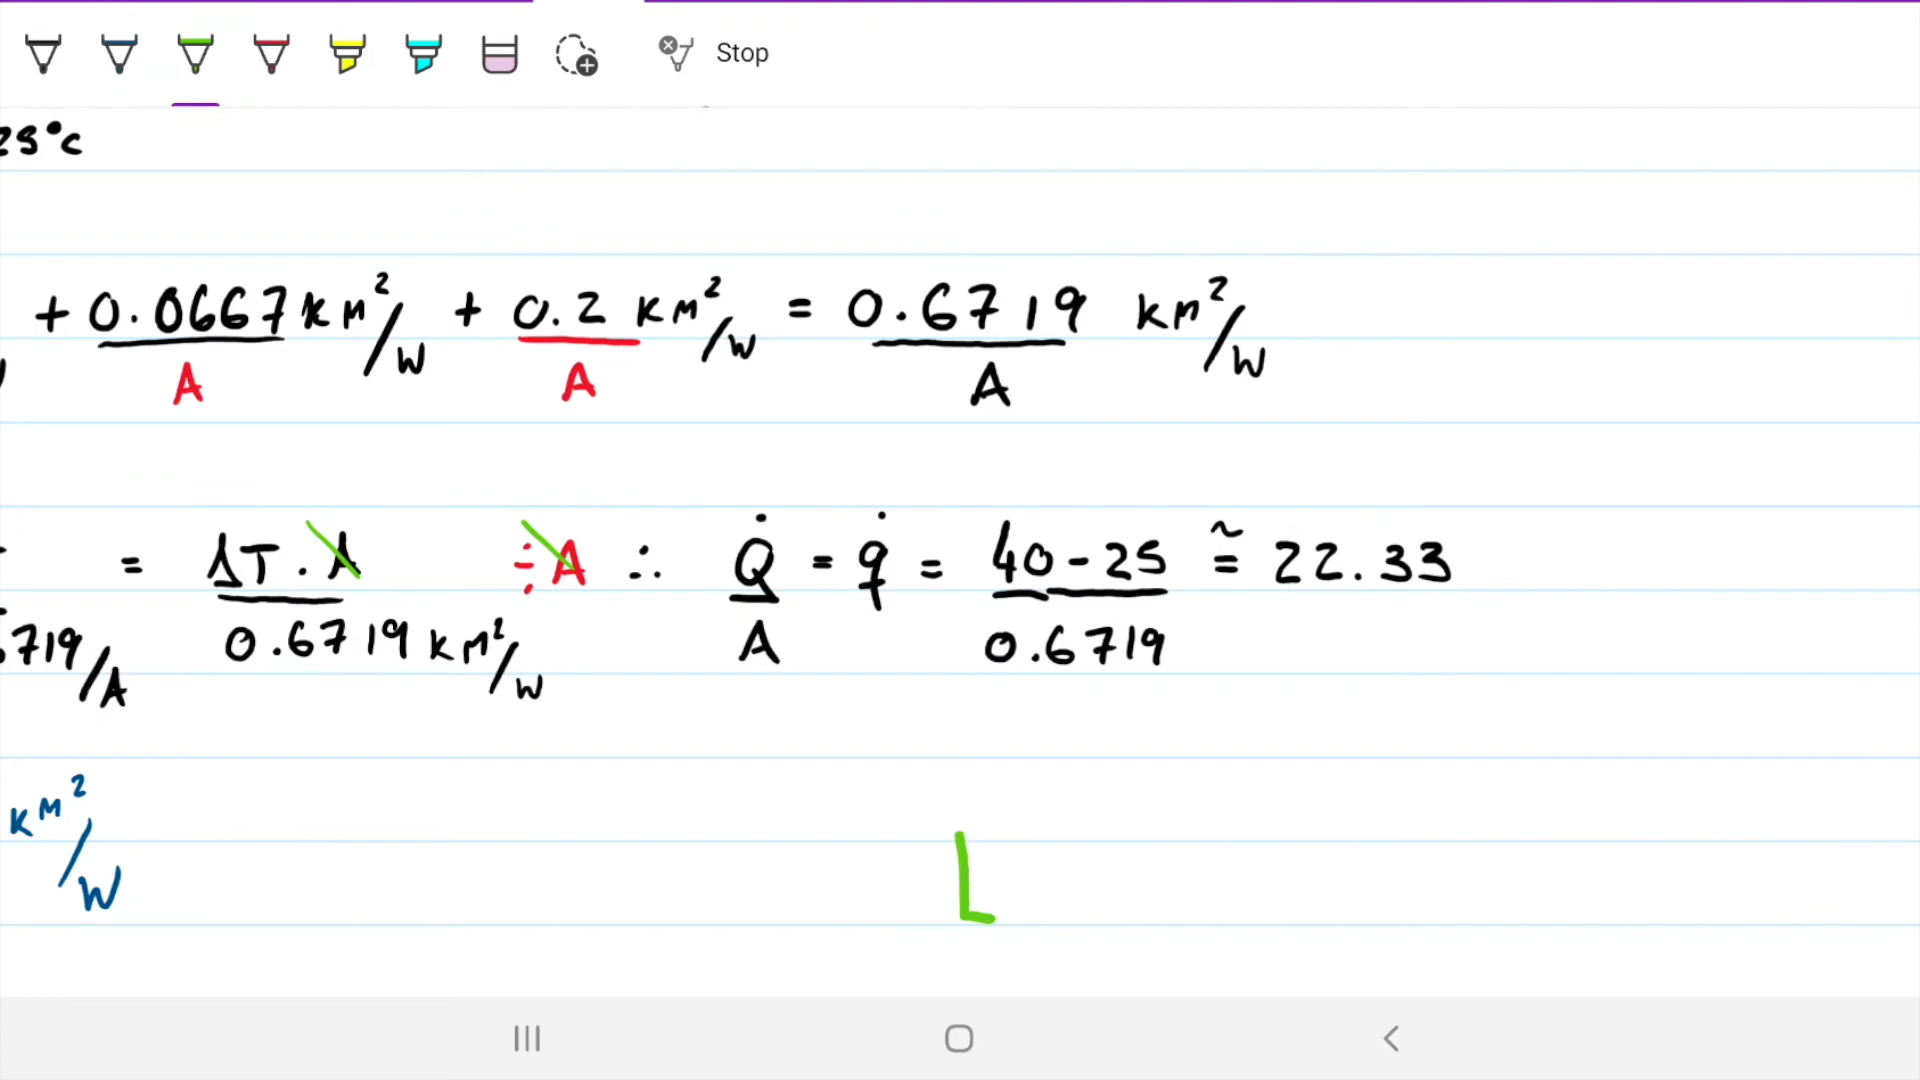 Stop
25°C
+ 0.0667 km²/W + 0.2 km²/W = 0.6719 km²/W
A A A
= ΔT . A ÷ A ∴ Q̇ = q̇ = 40 - 25 ≅ 22.33
6719/A 0.6719 km²/W A 0.6719
km²/W
L